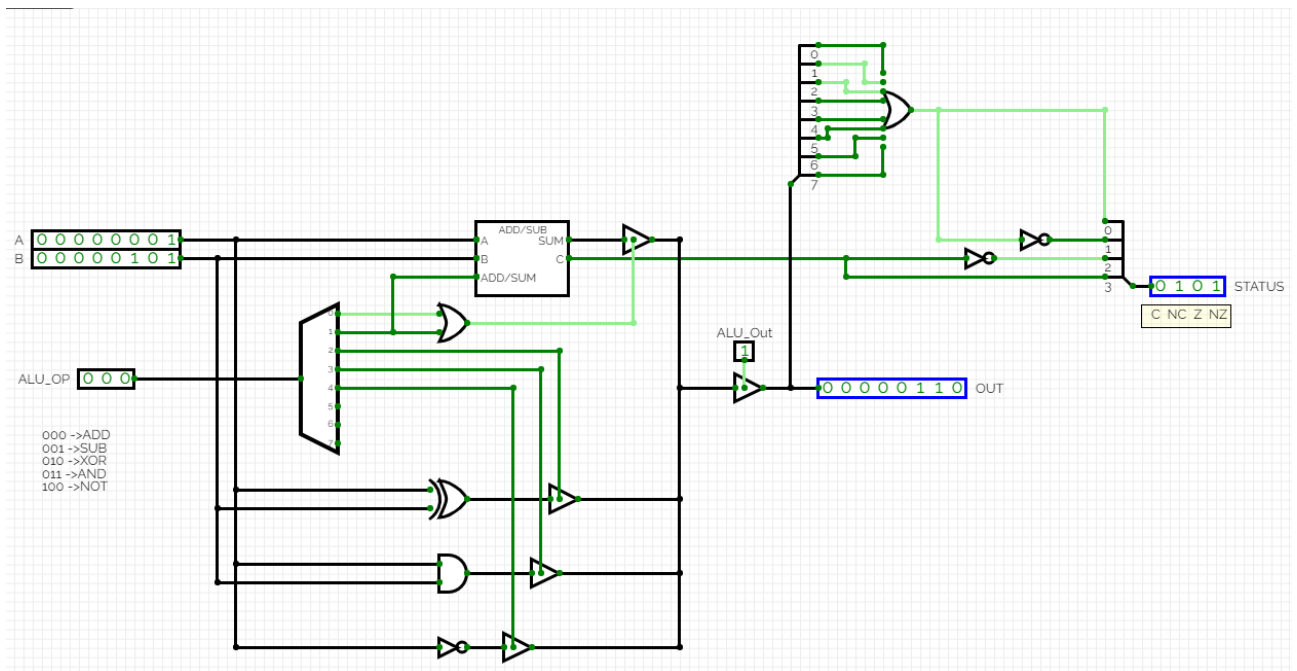 0
1
2
3
4
5
6
7
A 0 0 0 0 0 0 0 1
B 0 0 0 0 0 1 0 1
ADD/SUB
A SUM
B C
ADD/SUM
0
1
2
3
0 1 0 1 STATUS
C NC Z NZ
0
1
2
3
4
5
6
7
ALU_Out
1
ALU_OP 0 0 0
0 0 0 0 0 1 1 0 OUT
000 ->ADD
001 ->SUB
010 ->XOR
011 ->AND
100 ->NOT